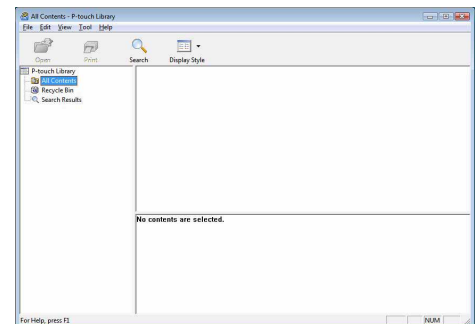 All Contents - P-touch Library
File Edit View Tool Help
Open Print Search Display Style
P-touch Library
All Contents
Recycle Bin
Search Results
No contents are selected.
For Help, press F1
NUM